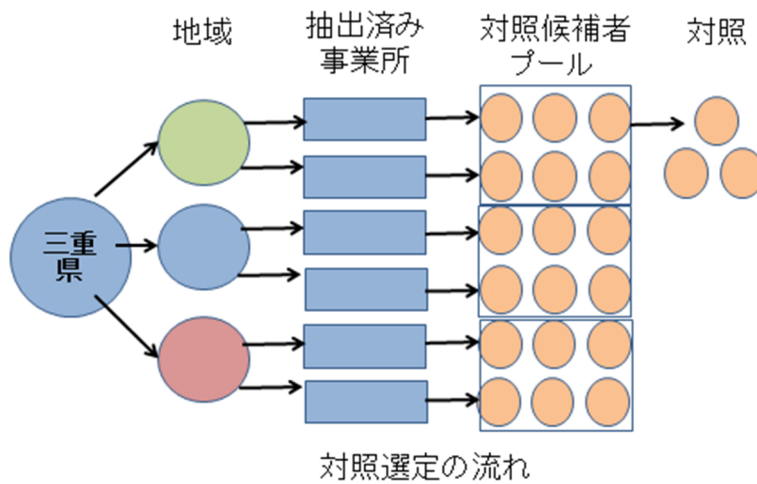 地域
抽出済み
事業所
対照候補者
プール
対照
三重
県
対照選定の流れ